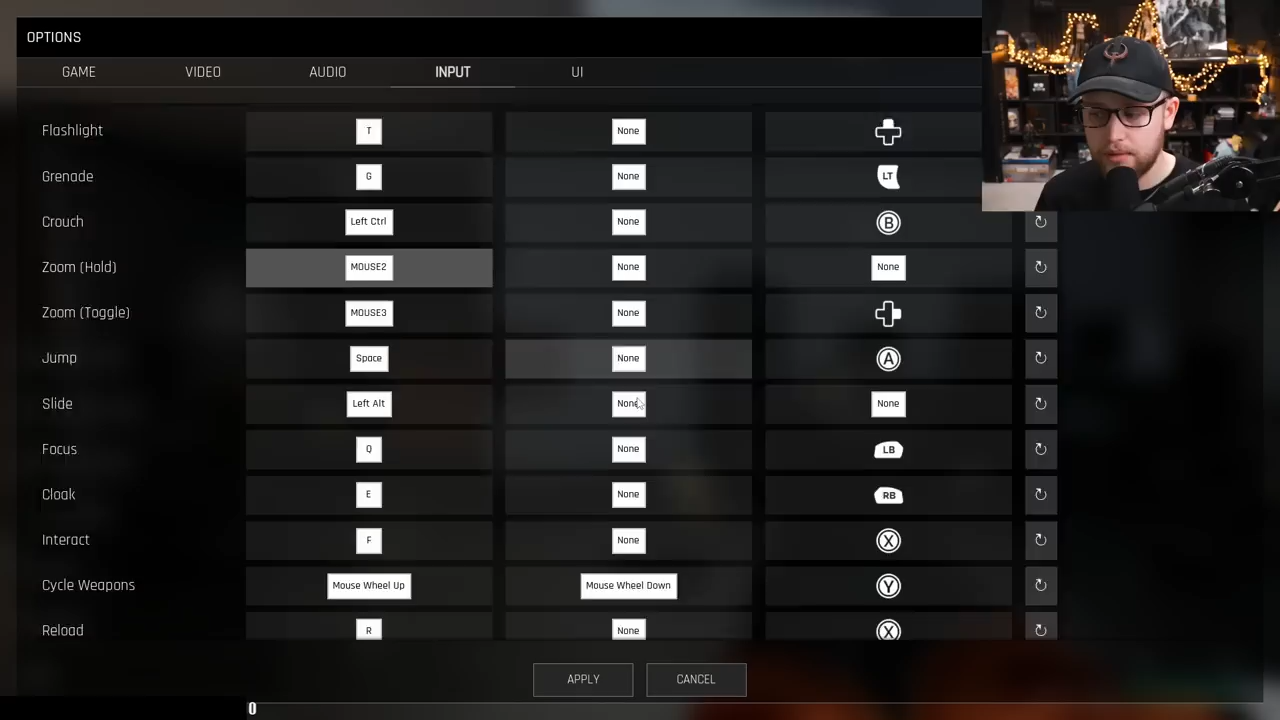 OPTIONS
GAME VIDEO AUDIO INPUT UI
Flashlight T None
Grenade G None LT
Crouch Left Ctrl None B
Zoom (Hold) MOUSE2 None None
Zoom (Toggle) MOUSE3 None
Jump Space None A
Slide Left Alt None None
Focus Q None LB
Cloak E None RB
Interact F None X
Cycle Weapons Mouse Wheel Up Mouse Wheel Down Y
Reload R None X
APPLY CANCEL
0